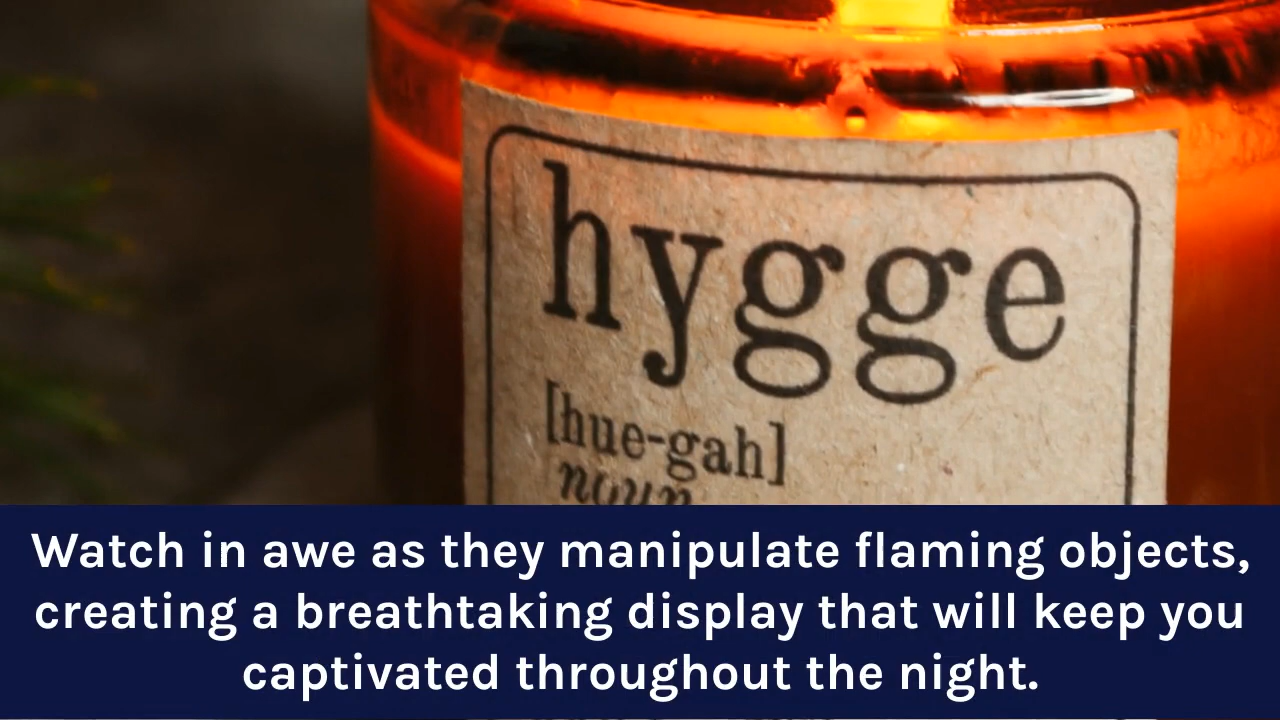 hygge
[hue-gah]
noun
Watch in awe as they manipulate flaming objects,
creating a breathtaking display that will keep you
captivated throughout the night.